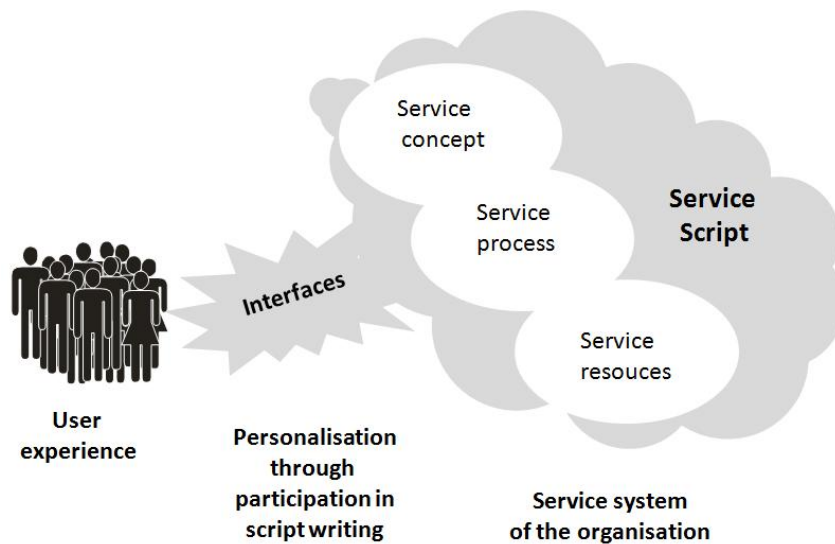 Service
concept
Service
process
Service
Script
Interfaces
Service
resouces
User
experience
Personalisation
through
participation in
script writing
Service system
of the organisation